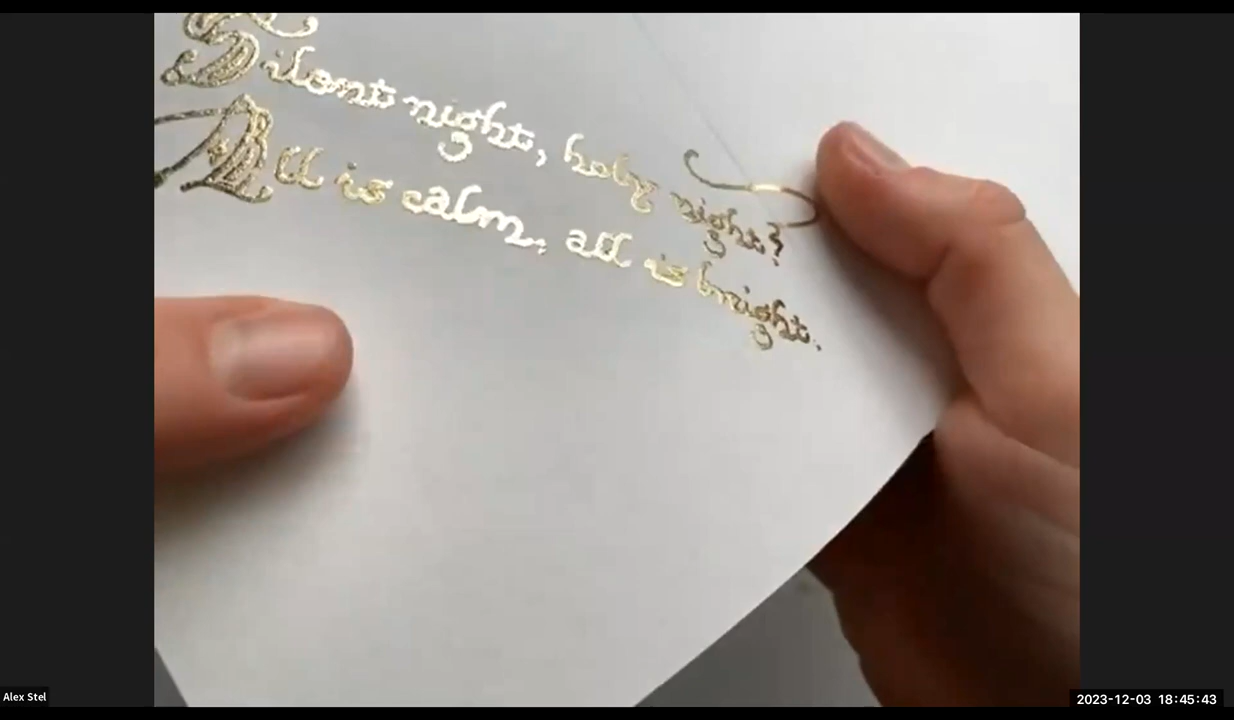 Silent night, holy night?
All is calm, all is bright.
Alex Stel
2023-12-03 18:45:43